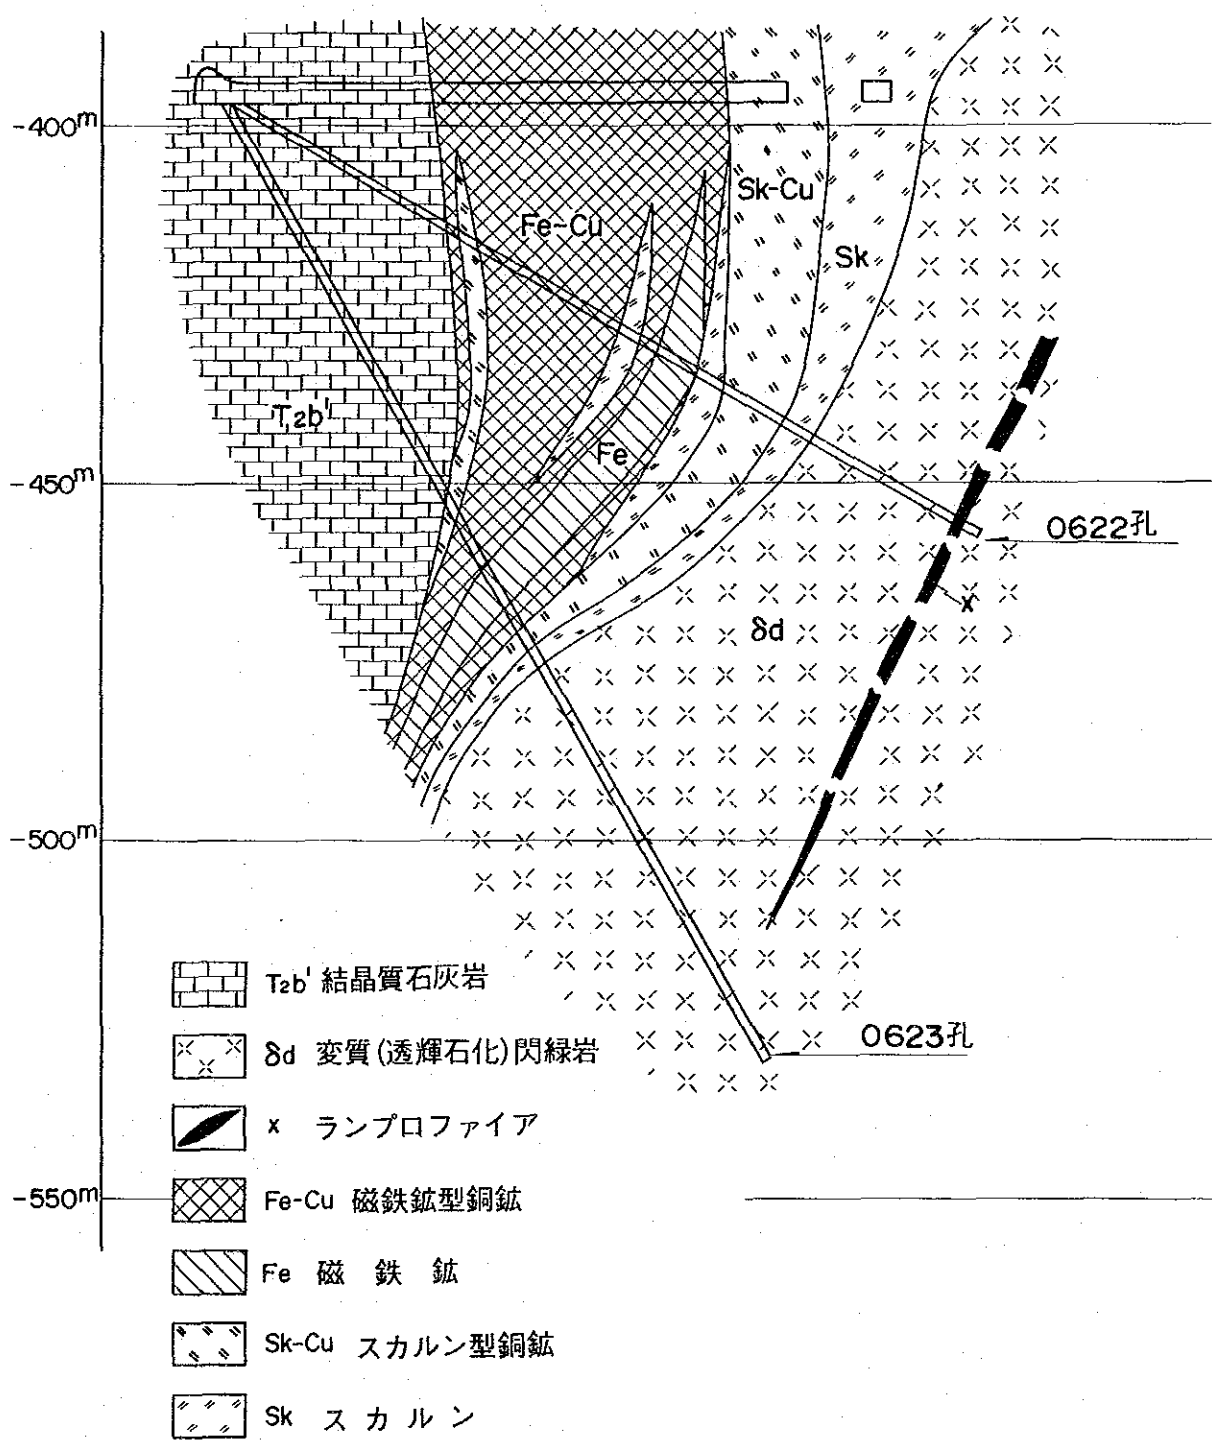 -400m
Fe-Cu
Sk-Cu
Sk
T2b'
Fe
-450m
0622孔
x
δd
-500m
T2b' 結晶質石灰岩
0623孔
δd 変質(透輝石化)閃緑岩
x ランプロファイア
-550m
Fe-Cu 磁鉄鉱型銅鉱
Fe 磁鉄鉱
Sk-Cu スカルン型銅鉱
Sk スカルン